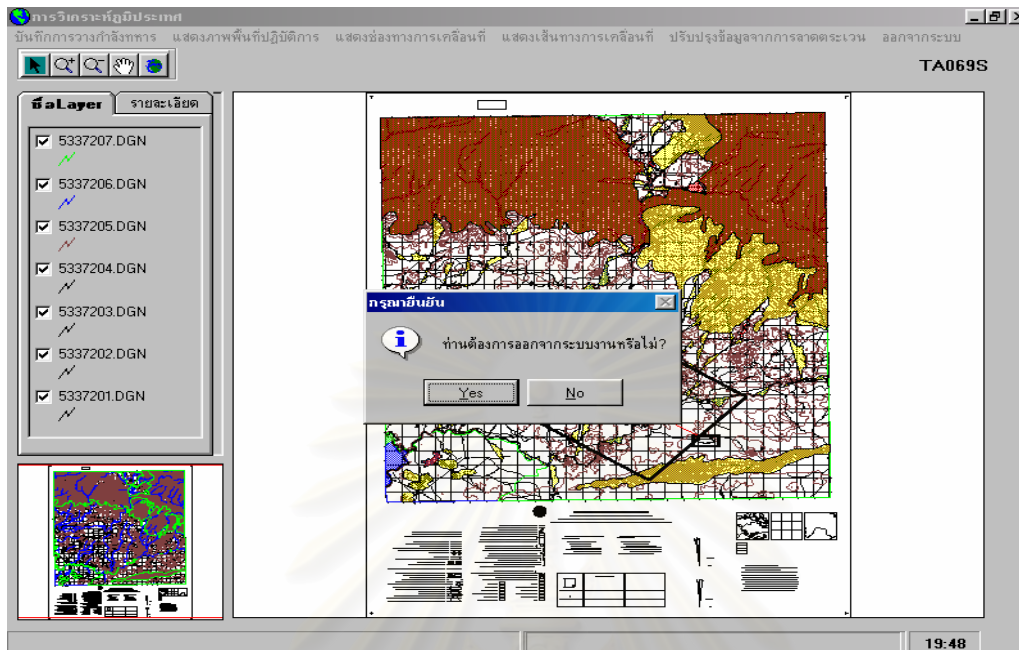 การวิเคราะห์ภูมิประเทศ
บันทึกการวางกำลังทหาร แสดงภาพพื้นที่ปฏิบัติการ แสดงช่องทางการเคลื่อนที่ แสดงเส้นทางการเคลื่อนที่ ปรับปรุงข้อมูลจากการลาดตระเวน ออกจากระบบ
TA069S
ชื่อLayer รายละเอียด
5337207.DGN
5337206.DGN
5337205.DGN
5337204.DGN
5337203.DGN
5337202.DGN
5337201.DGN
กรุณายืนยัน
ท่านต้องการออกจากระบบงานหรือไม่?
Yes No
19:48